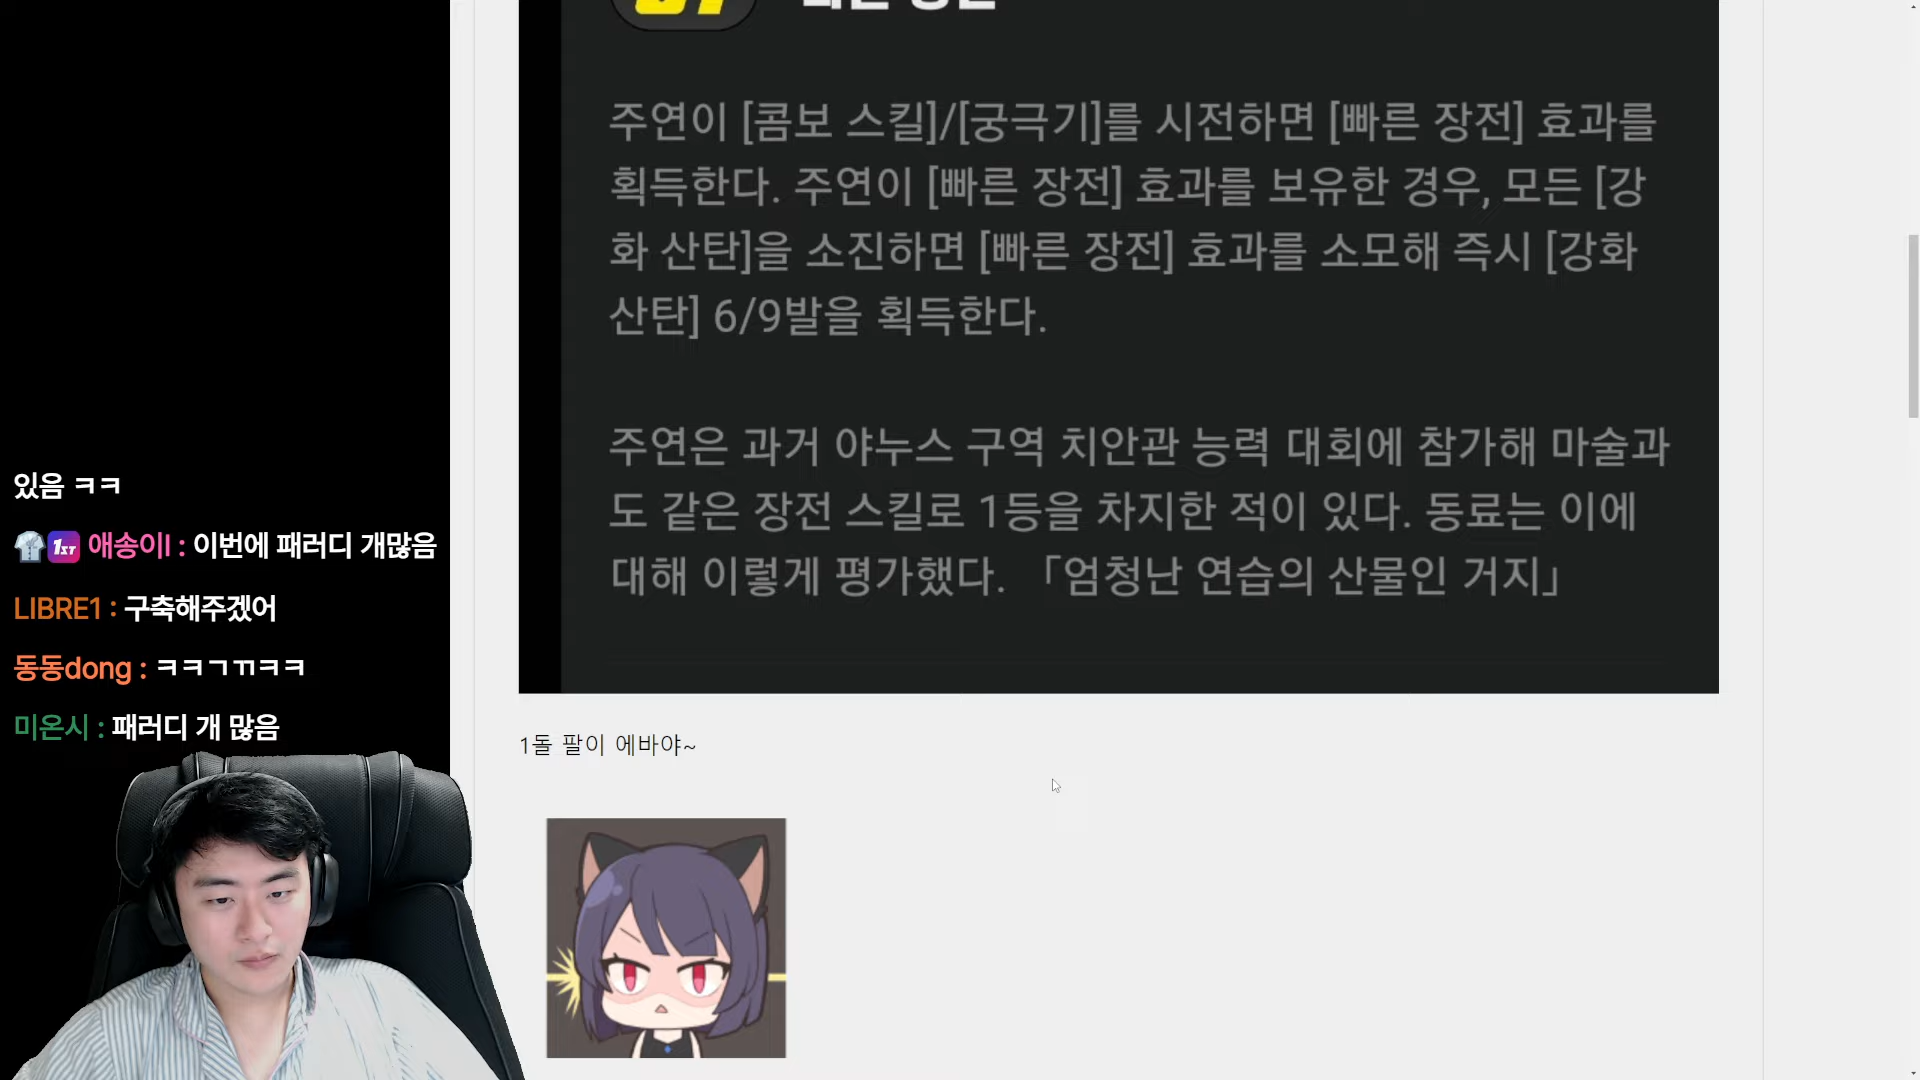 01 빠른 장전
주연이 [콤보 스킬]/[궁극기]를 시전하면 [빠른 장전] 효과를
획득한다. 주연이 [빠른 장전] 효과를 보유한 경우, 모든 [강
화 산탄]을 소진하면 [빠른 장전] 효과를 소모해 즉시 [강화
산탄] 6/9발을 획득한다.
주연은 과거 야누스 구역 치안관 능력 대회에 참가해 마술과
도 같은 장전 스킬로 1등을 차지한 적이 있다. 동료는 이에
대해 이렇게 평가했다. 「엄청난 연습의 산물인 거지」
1돌 팔이 에바야~
있음 ㅋㅋ
1ST 애송이I : 이번에 패러디 개많음
LIBRE1 : 구축해주겠어
동동dong : ㅋㅋㄱㄲㅋㅋ
미온시 : 패러디 개 많음